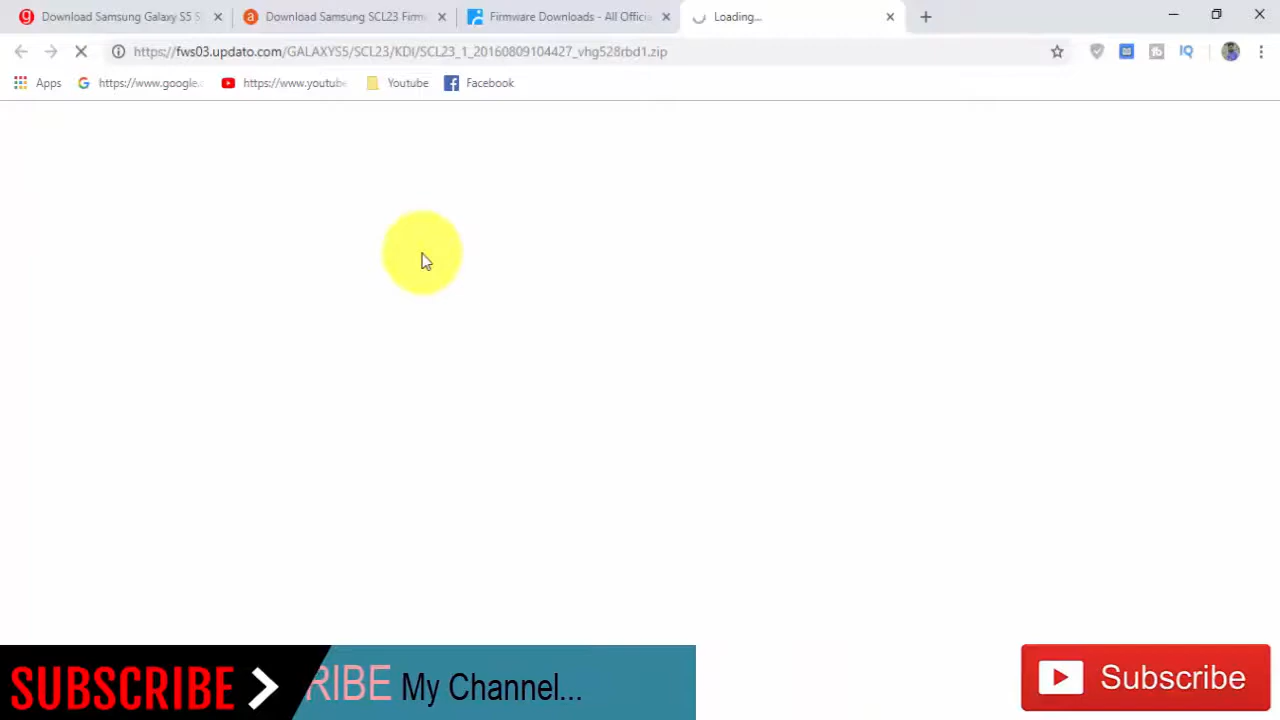 Download Samsung Galaxy S5 S
Download Samsung SCL23 Firm
Firmware Downloads - All Offici
Loading...
https://fws03.updato.com/GALAXYS5/SCL23/KDI/SCL23_1_20160809104427_vhg528rbd1.zip
Apps
https://www.google.
https://www.youtube
Youtube
Facebook
SUBSCRIBE
RIBE My Channel...
Subscribe